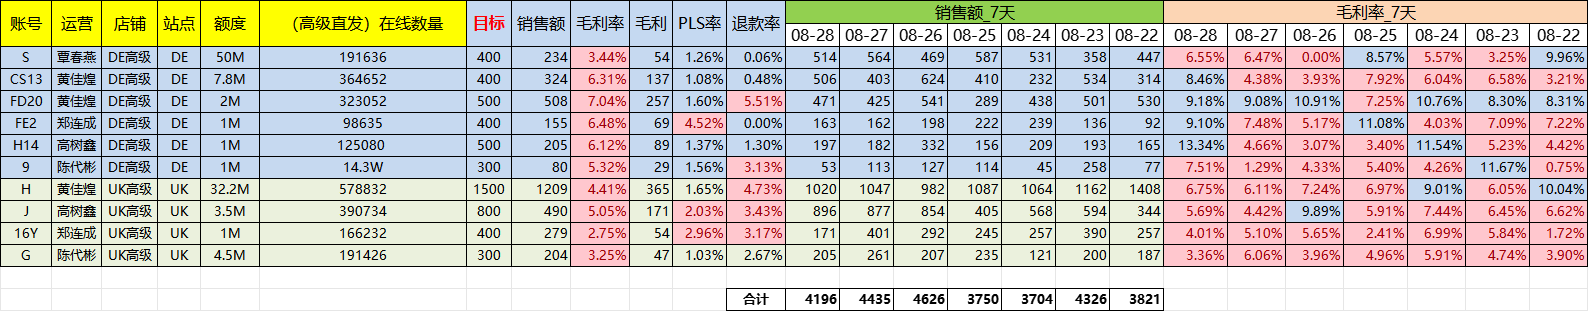 账号 运营 店铺 站点 额度 （高级直发）在线数量 目标 销售额 毛利率 毛利 PLS率 退款率 销售额_7天 毛利率_7天
08-28 08-27 08-26 08-25 08-24 08-23 08-22 08-28 08-27 08-26 08-25 08-24 08-23 08-22
S 覃春燕 DE高级 DE 50M 191636 400 234 3.44% 54 1.26% 0.06% 514 564 469 587 531 358 447 6.55% 6.47% 0.00% 8.57% 5.57% 3.25% 9.96%
CS13 黄佳煌 DE高级 DE 7.8M 364652 400 324 6.31% 137 1.08% 0.48% 506 403 624 410 232 534 314 8.46% 4.38% 3.93% 7.92% 6.04% 6.58% 3.21%
FD20 黄佳煌 DE高级 DE 2M 323052 500 508 7.04% 257 1.60% 5.51% 471 425 541 289 438 501 530 9.18% 9.08% 10.91% 7.25% 10.76% 8.30% 8.31%
FE2 郑连成 DE高级 DE 1M 98635 400 155 6.48% 69 4.52% 0.00% 163 162 198 222 239 136 92 9.10% 7.48% 5.17% 11.08% 4.03% 7.09% 7.22%
H14 高树鑫 DE高级 DE 1M 125080 500 205 6.12% 89 1.37% 1.30% 197 182 332 156 209 193 165 13.34% 4.66% 3.07% 3.40% 11.54% 5.23% 4.42%
9 陈代彬 DE高级 DE 1M 14.3W 300 80 5.32% 29 1.56% 3.13% 53 113 127 114 45 258 77 7.51% 1.29% 4.33% 5.40% 4.26% 11.67% 0.75%
H 黄佳煌 UK高级 UK 32.2M 578832 1500 1209 4.41% 365 1.65% 4.73% 1020 1047 982 1087 1064 1162 1408 6.75% 6.11% 7.24% 6.97% 9.01% 6.05% 10.04%
J 高树鑫 UK高级 UK 3.5M 390734 800 490 5.05% 171 2.03% 3.43% 896 877 854 405 568 594 344 5.69% 4.42% 9.89% 5.91% 7.44% 6.45% 6.62%
16Y 郑连成 UK高级 UK 1M 166232 400 279 2.75% 54 2.96% 3.17% 171 401 292 245 257 390 257 4.01% 5.10% 5.65% 2.41% 6.99% 5.84% 1.72%
G 陈代彬 UK高级 UK 4.5M 191426 300 204 3.25% 47 1.03% 2.67% 205 261 207 235 121 200 187 3.36% 6.06% 3.96% 4.96% 5.91% 4.74% 3.90%
合计 4196 4435 4626 3750 3704 4326 3821